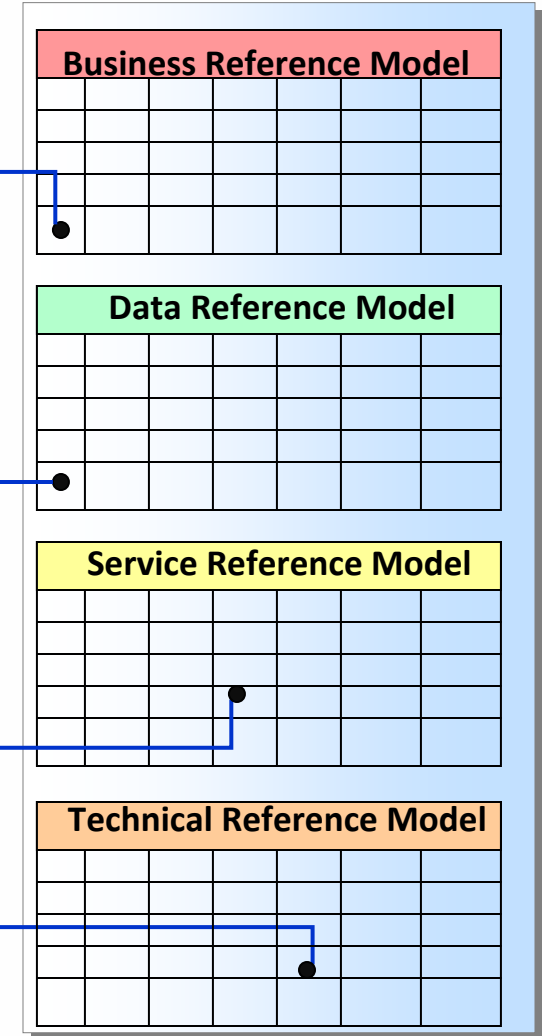 Business Reference Model
Data Reference Model
Service Reference Model
Technical Reference Model